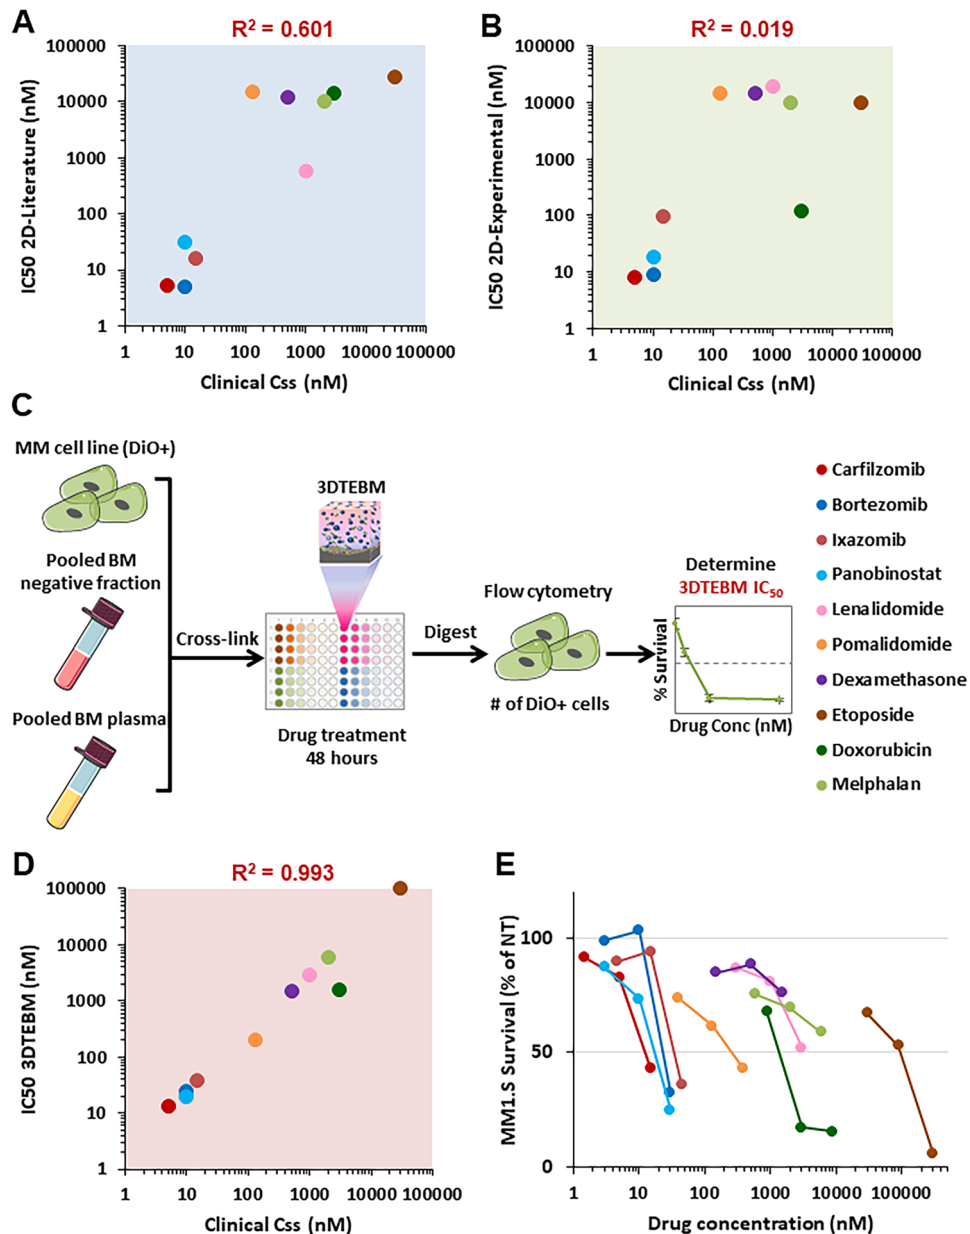 A
R² = 0.601
IC50 2D-Literature (nM)
100000
10000
1000
100
10
1
1 10 100 1000 10000 100000
Clinical Css (nM)
B
R² = 0.019
IC50 2D-Experimental (nM)
100000
10000
1000
100
10
1
1 10 100 1000 10000 100000
Clinical Css (nM)
C
MM cell line (DiO+)
Pooled BM
negative fraction
Pooled BM plasma
Cross-link
3DTEBM
Drug treatment
48 hours
Digest
Flow cytometry
# of DiO+ cells
Determine
3DTEBM IC₅₀
% Survival
Drug Conc (nM)
Carfilzomib
Bortezomib
Ixazomib
Panobinostat
Lenalidomide
Pomalidomide
Dexamethasone
Etoposide
Doxorubicin
Melphalan
D
R² = 0.993
IC50 3DTEBM (nM)
100000
10000
1000
100
10
1
1 10 100 1000 10000 100000
Clinical Css (nM)
E
MM1.S Survival (% of NT)
100
50
0
1 10 100 1000 10000 100000
Drug concentration (nM)